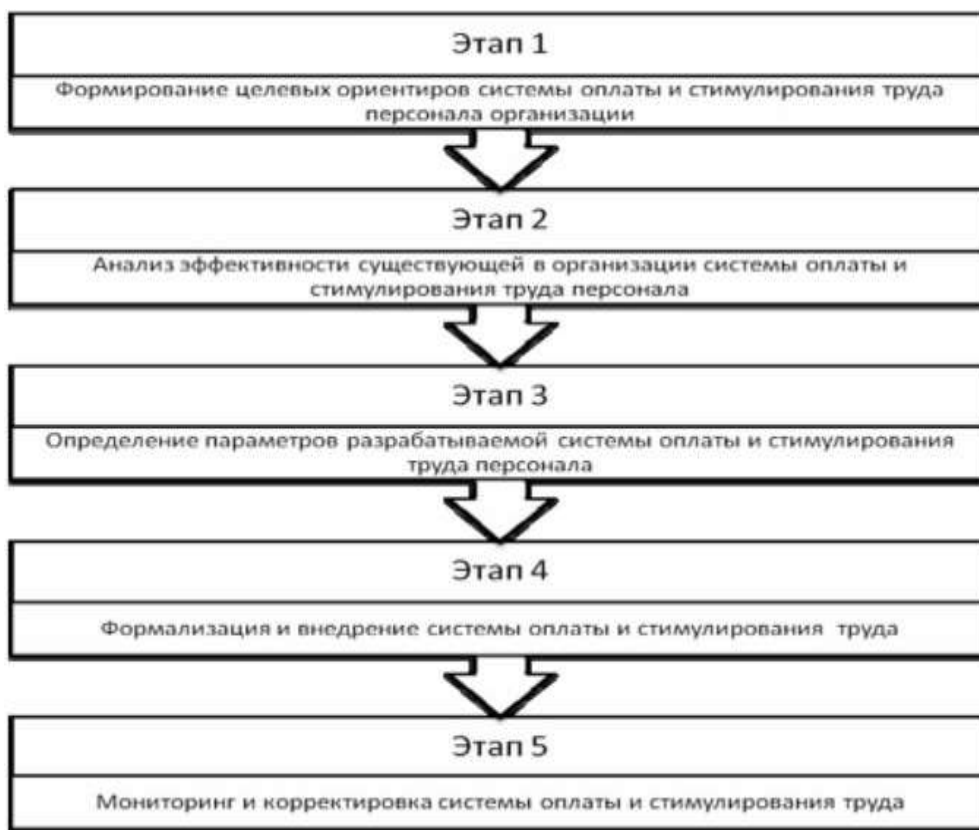 Этап 1
Формирование целевых ориентиров системы оплаты и стимулирования труда
персонала организации
Этап 2
Анализ эффективности существующей в организации системы оплаты и
стимулирования труда персонала
Этап 3
Определение параметров разрабатываемой системы оплаты и стимулирования
труда персонала
Этап 4
Формализация и внедрение системы оплаты и стимулирования труда
Этап 5
Мониторинг и корректировка системы оплаты и стимулирования труда